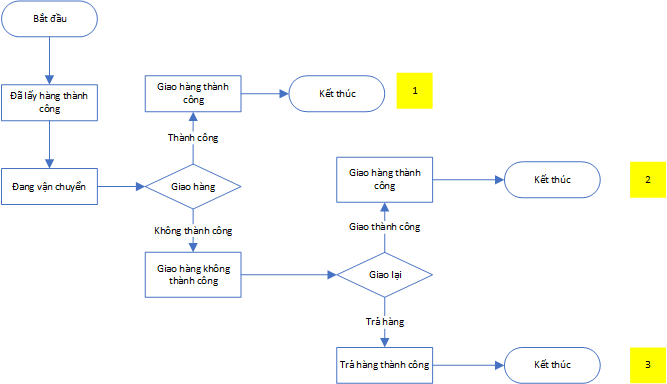 Bắt đầu
Đã lấy hàng thành
công
Đang vận chuyển
Giao hàng
Thành công
Giao hàng thành
công
Kết thúc
1
Không thành công
Giao hàng không
thành công
Giao lại
Giao thành công
Giao hàng thành
công
Kết thúc
2
Trả hàng
Trả hàng thành công
Kết thúc
3